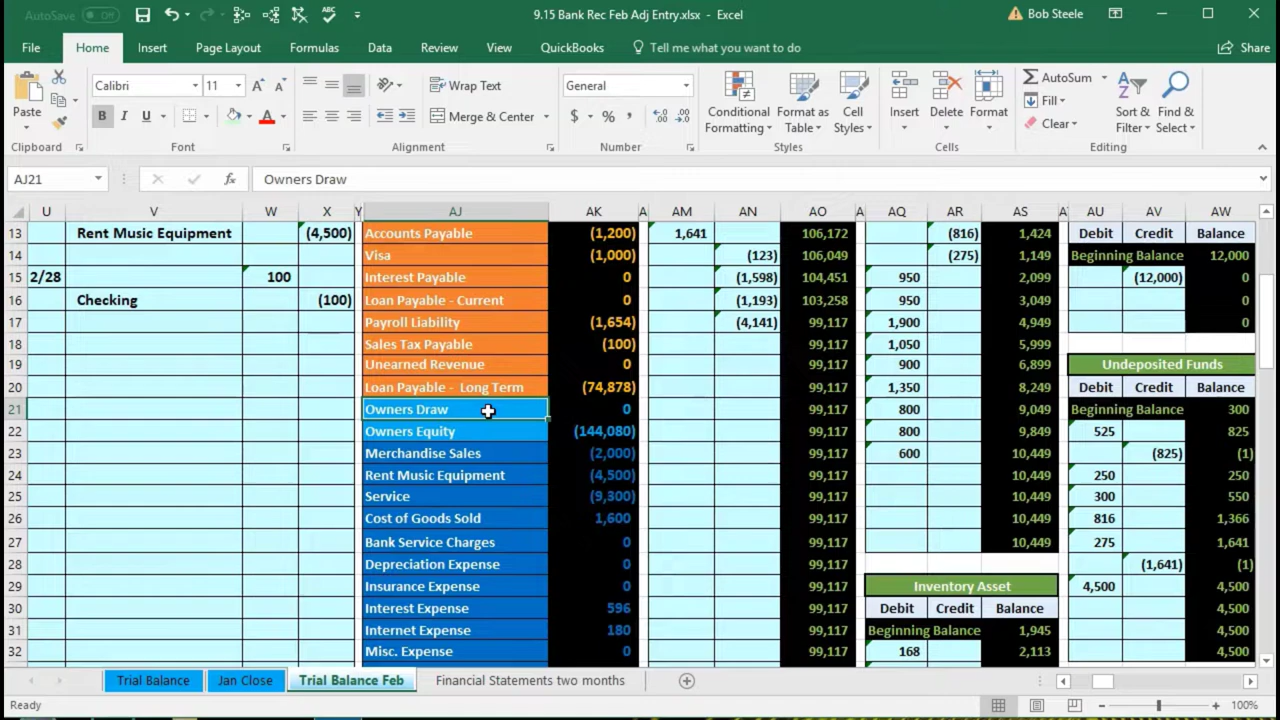 AutoSave Off 9.15 Bank Rec Feb Adj Entry.xlsx - Excel Bob Steele
File Home Insert Page Layout Formulas Data Review View QuickBooks Tell me what you want to do Share
Paste Calibri 11 Wrap Text General AutoSum
B I U Merge & Center $ % Conditional Formatting Format as Table Cell Styles Insert Delete Format Fill Clear Sort & Filter Find & Select
Clipboard Font Alignment Number Styles Cells Editing
AJ21 fx Owners Draw
U V W X Y AJ AK A AM AN AO A AQ AR AS A AU AV AW
13 Rent Music Equipment (4,500) Accounts Payable (1,200) 1,641 106,172 (816) 1,424 Debit Credit Balance
14 Visa (1,000) (123) 106,049 (275) 1,149 Beginning Balance 12,000
15 2/28 100 Interest Payable 0 (1,598) 104,451 950 2,099 (12,000) 0
16 Checking (100) Loan Payable - Current 0 (1,193) 103,258 950 3,049 0
17 Payroll Liability (1,654) (4,141) 99,117 1,900 4,949 0
18 Sales Tax Payable (100) 99,117 1,050 5,999
19 Unearned Revenue 0 99,117 900 6,899 Undeposited Funds
20 Loan Payable - Long Term (74,878) 99,117 1,350 8,249 Debit Credit Balance
21 Owners Draw 0 99,117 800 9,049 Beginning Balance 300
22 Owners Equity (144,080) 99,117 800 9,849 525 825
23 Merchandise Sales (2,000) 99,117 600 10,449 (825) (1)
24 Rent Music Equipment (4,500) 99,117 10,449 250 250
25 Service (9,300) 99,117 10,449 300 550
26 Cost of Goods Sold 1,600 99,117 10,449 816 1,366
27 Bank Service Charges 0 99,117 10,449 275 1,641
28 Depreciation Expense 0 99,117 (1,641) (1)
29 Insurance Expense 0 99,117 Inventory Asset 4,500 4,500
30 Interest Expense 596 99,117 Debit Credit Balance 4,500
31 Internet Expense 180 99,117 Beginning Balance 1,945 4,500
32 Misc. Expense 0 99,117 168 2,113 4,500
Trial Balance Jan Close Trial Balance Feb Financial Statements two months
Ready 100%